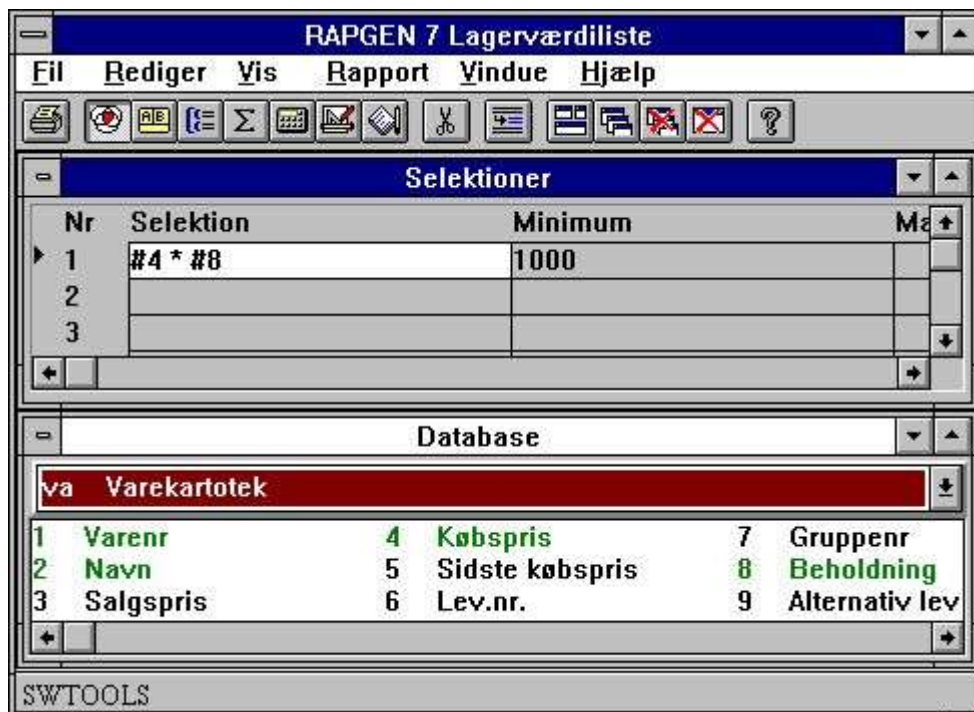 RAPGEN 7 Lagerværdiliste
Fil Rediger Vis Rapport Vindue Hjælp
Selektioner
Nr Selektion Minimum Ma
1 #4 * #8 1000
2
3
Database
va Varekartotek
1 Varenr 4 Købspris 7 Gruppenr
2 Navn 5 Sidste købspris 8 Beholdning
3 Salgspris 6 Lev.nr. 9 Alternativ lev
SWTOOLS